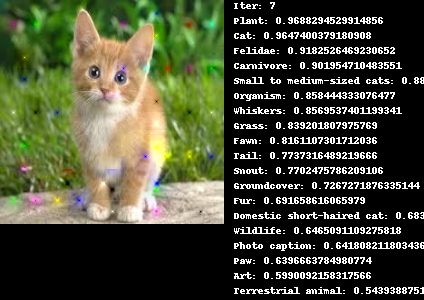 Iter: 7
Plant: 0.9688294529914856
Cat: 0.9647400379180908
Felidae: 0.9182526469230652
Carnivore: 0.901954710483551
Small to medium-sized cats: 0.88
Organism: 0.858444333076477
Whiskers: 0.8569537401199341
Grass: 0.839201807975769
Fawn: 0.8161107301712036
Tail: 0.7737316489219666
Snout: 0.7702475786209106
Groundcover: 0.7267271876335144
Fur: 0.691658616065979
Domestic short-haired cat: 0.683
Wildlife: 0.6465091109275818
Photo caption: 0.641808211803436
Paw: 0.6396663784980774
Art: 0.5990092158317566
Terrestrial animal: 0.5439388751